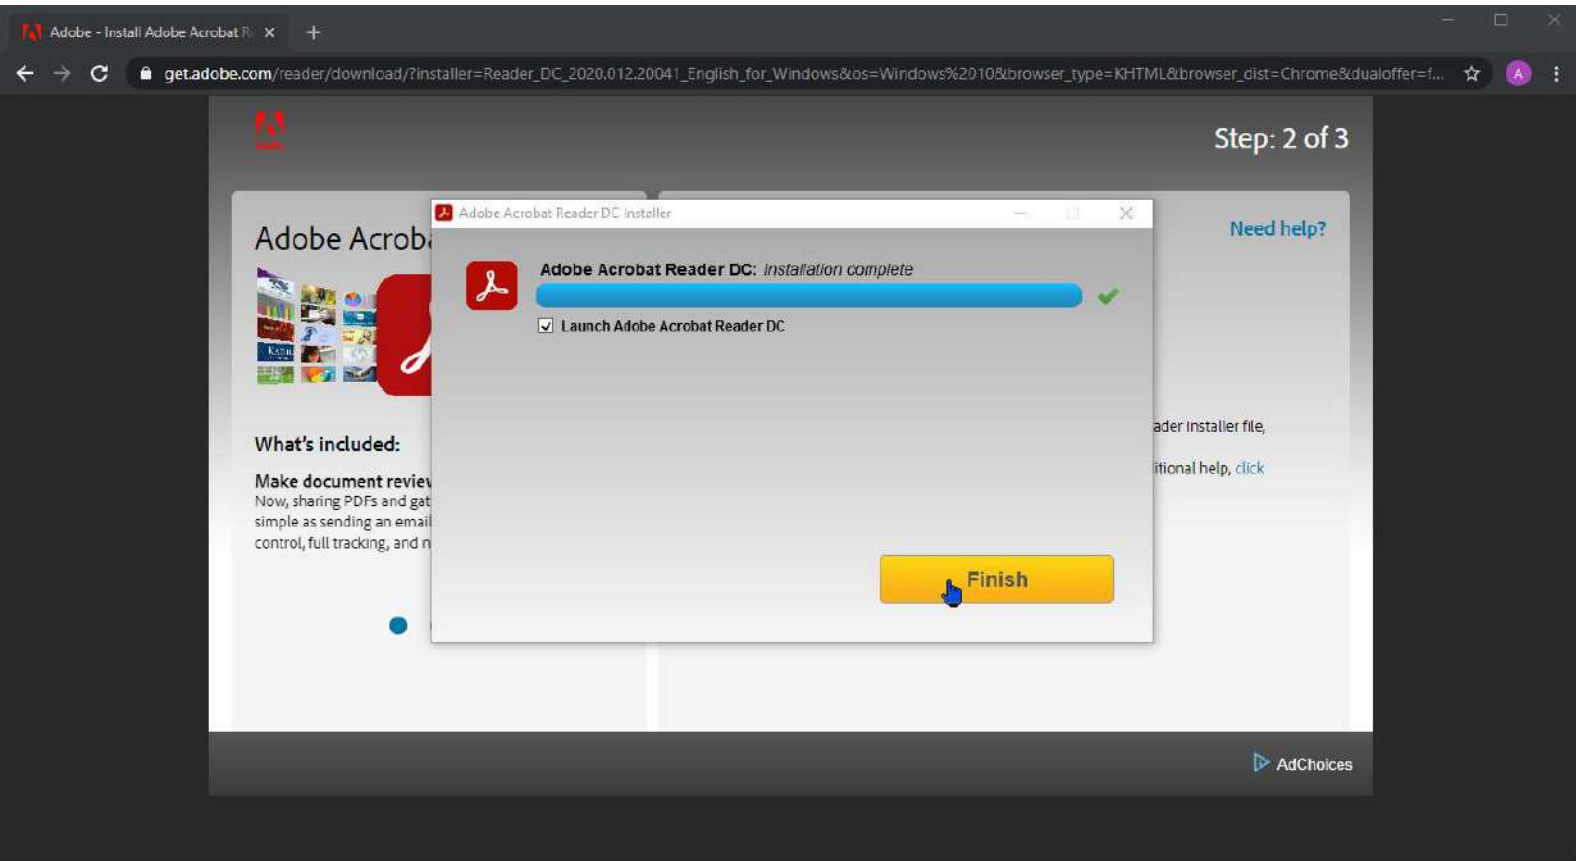 Adobe - Install Adobe Acrobat R
get.adobe.com/reader/download/?installer=Reader_DC_2020.012.20041_English_for_Windows&os=Windows%2010&browser_type=KHTML&browser_dist=Chrome&dualoffer=f...
A
Step: 2 of 3
Adobe Acrobat Reader DC Installer
Need help?
Adobe Acroba
Adobe Acrobat Reader DC: Installation complete
Launch Adobe Acrobat Reader DC
ader installer file,
What's included:
itional help, click
Make document review
Now, sharing PDFs and gat
simple as sending an email
control, full tracking, and n
Finish
AdChoices